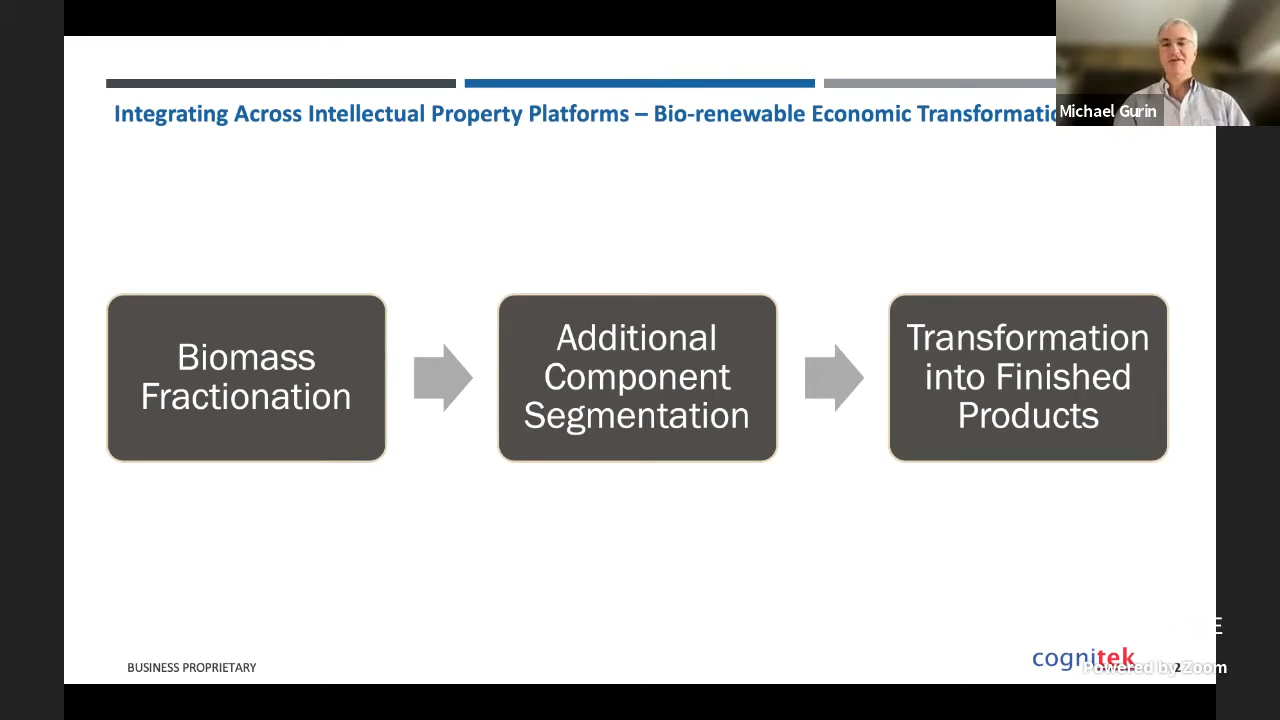 Integrating Across Intellectual Property Platforms – Bio-renewable Economic
Michael Gurin
Biomass
Fractionation
Additional
Component
Segmentation
Transformation
into Finished
Products
BUSINESS PROPRIETARY
cognitek
2
Powered by Zoom